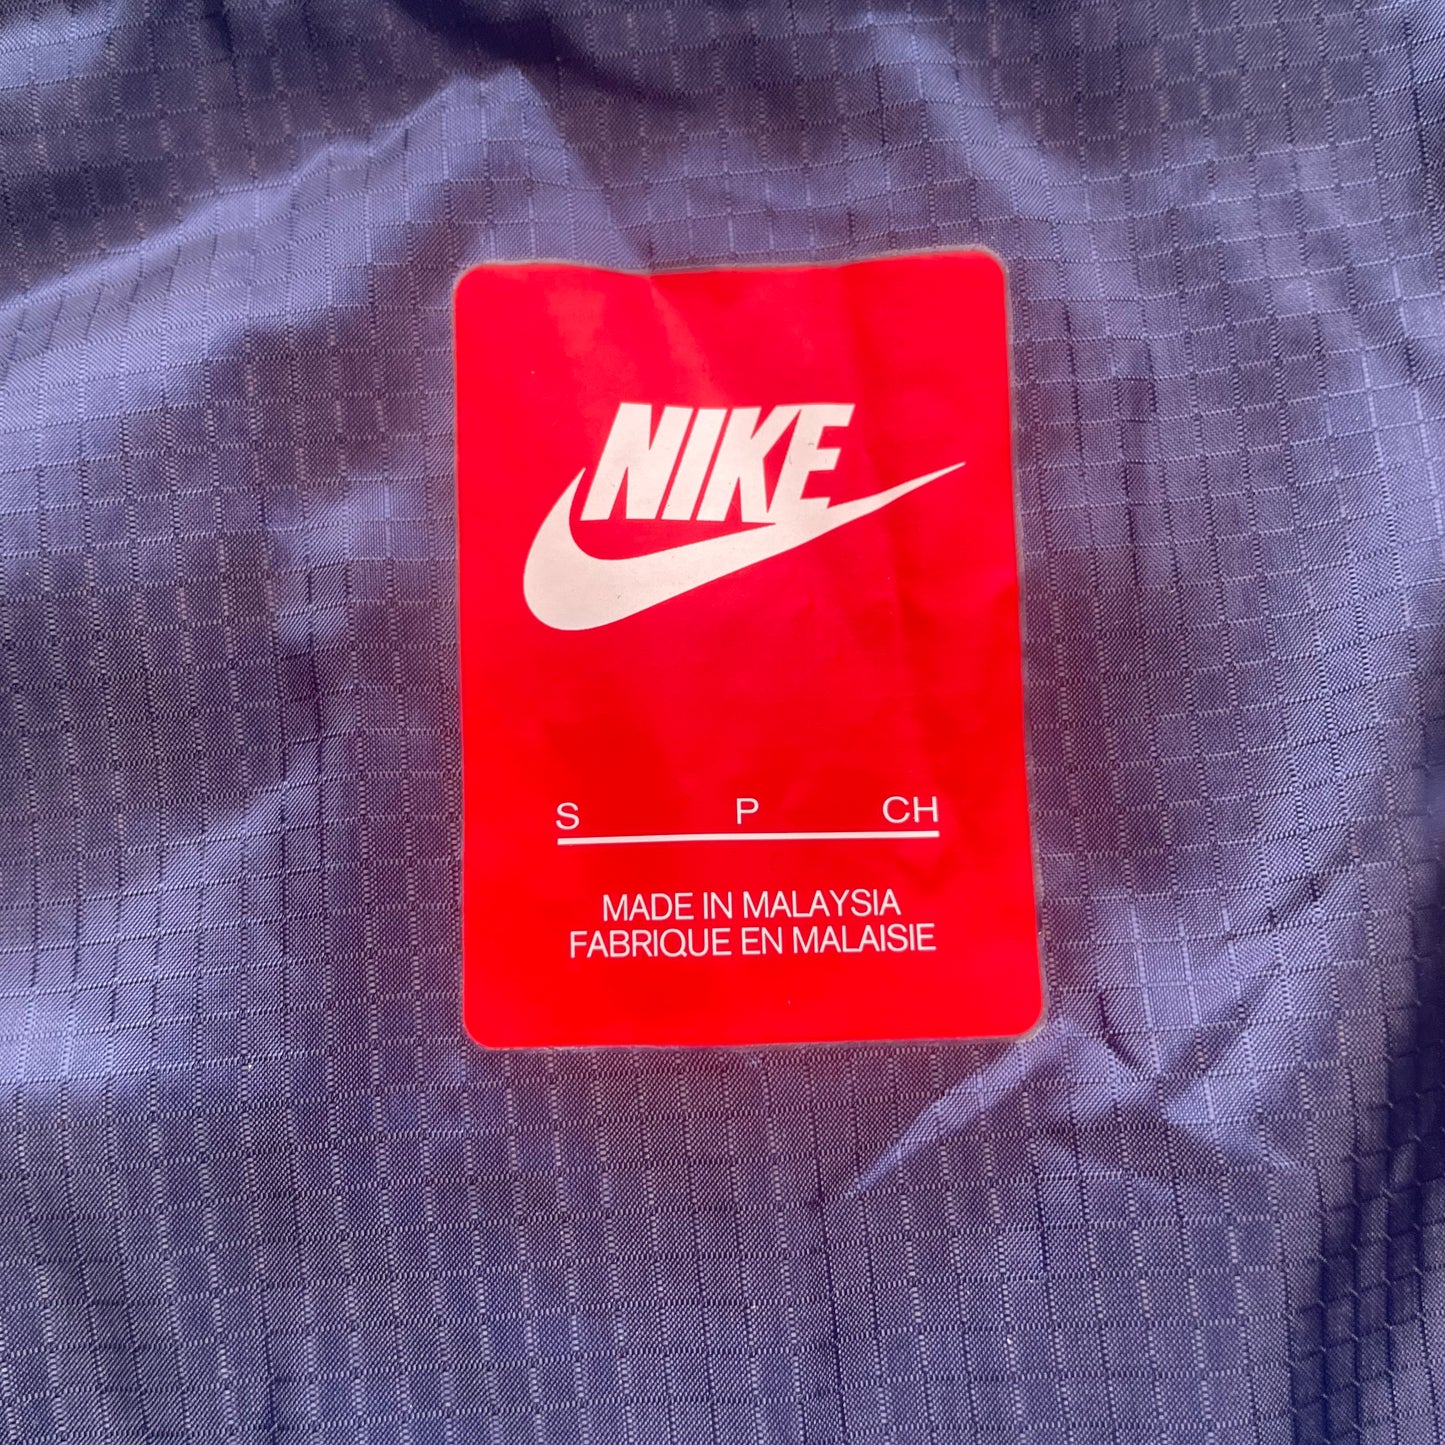 NIKE
S P CH
MADE IN MALAYSIA
FABRIQUE EN MALAISIE